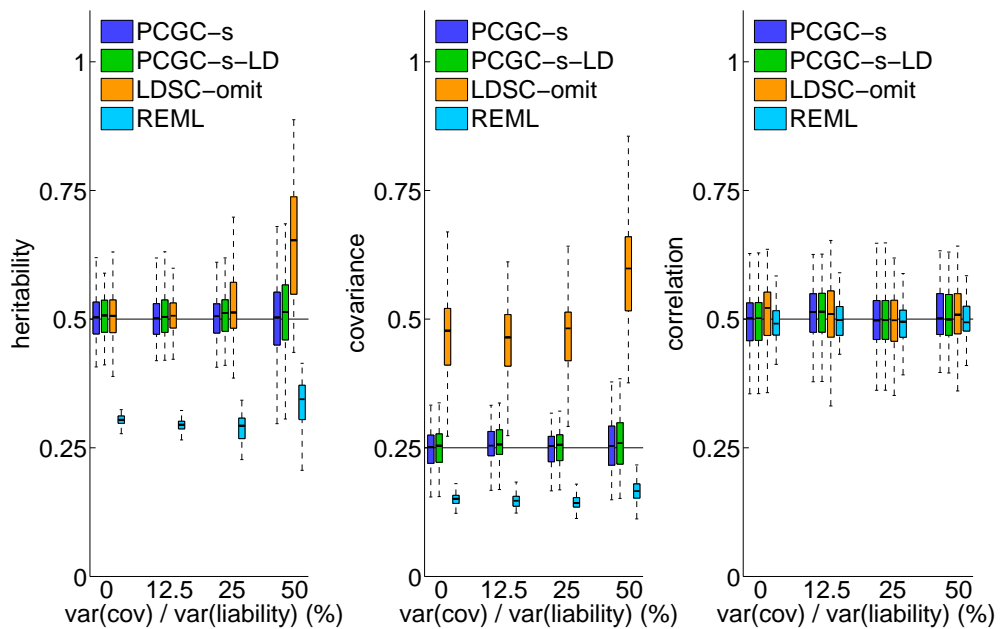 PCGC-s
PCGC-s-LD
LDSC-omit
REML
1
0.75
0.5
0.25
0
heritability
0 12.5 25 50
var(cov) / var(liability) (%)
PCGC-s
PCGC-s-LD
LDSC-omit
REML
1
0.75
0.5
0.25
0
covariance
0 12.5 25 50
var(cov) / var(liability) (%)
PCGC-s
PCGC-s-LD
LDSC-omit
REML
1
0.75
0.5
0.25
0
correlation
0 12.5 25 50
var(cov) / var(liability) (%)